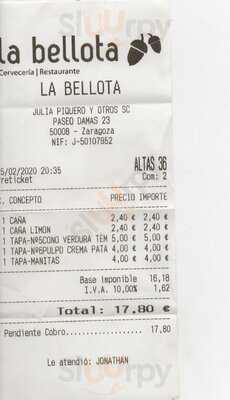 la bellota
Cervecería | Restaurante
LA BELLOTA
JULIA PIQUERO Y OTROS SC
PASEO DAMAS 23
50008 - Zaragoza
NIF: J-50107952
5/02/2020 20:35 ALTAS 36
reticket Com: 2
. CONCEPTO PRECIO IMPORTE
1 CAÑA 2,40 € 2,40 €
1 CAÑA LIMON 2,40 € 2,40 €
1 TAPA-Nº5CONO VERDURA TEM 5,00 € 5,00 €
1 TAPA-Nº6PULPO CREMA PATA 4,00 € 4,00 €
1 TAPA-MANITAS 4,00 € 4,00 €
Base imponible 16,18
I.V.A. 10,00% 1,62
Total: 17,80 €
Pendiente Cobro 17,80
Le atendió: JONATHAN
Sluurpy